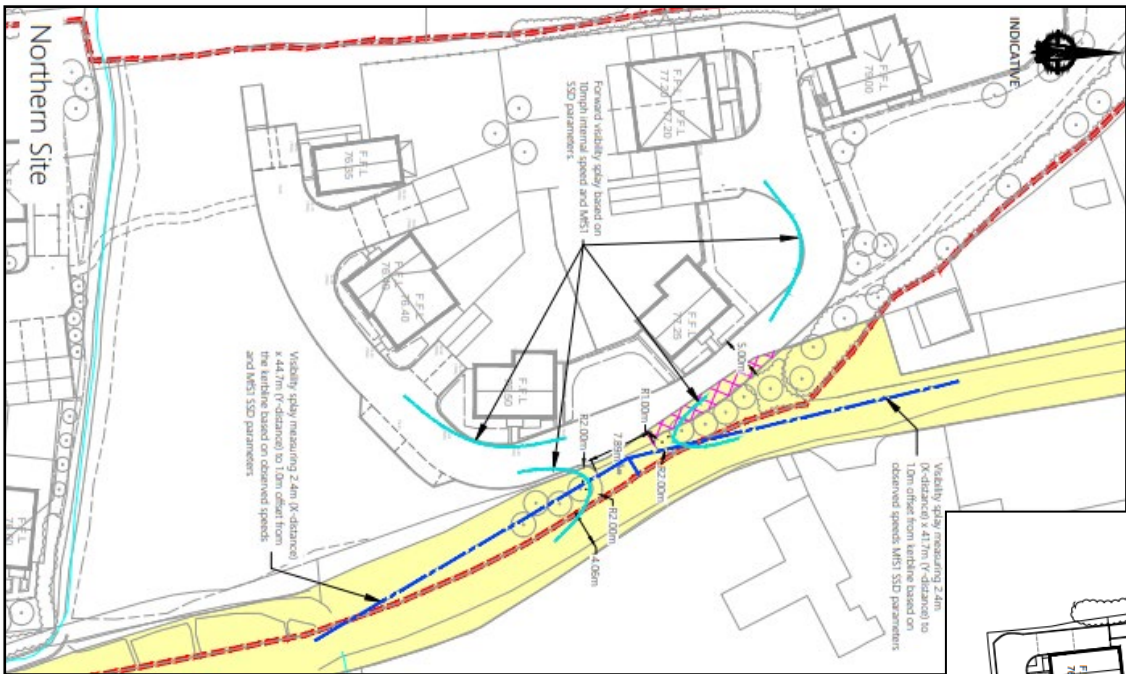 Northern Site
INDICATIVE
Forward visibility splay based on
10mph internal speed and MfS1
SSD parameters.
F.F.L
79.00
F.F.L
77.20
77.20
F.F.L
F.F.L
76.35
F.F.L
76.40
F.F.L
F.F.L
77.25
F.F.L
5.00m
R1.00m
R2.00m
7.89m
R2.00m
R2.00m
4.06m
Visibility splay measuring 2.4m (X-distance)
x 44.7m (Y-distance) to 1.0m offset from
the kerbline based on observed speeds
and MfS1 SSD parameters
Visibility splay measuring 2.4m
(X-distance) x 41.7m (Y-distance) to
1.0m offset from kerbline based on
observed speeds MfS1 SSD parameters